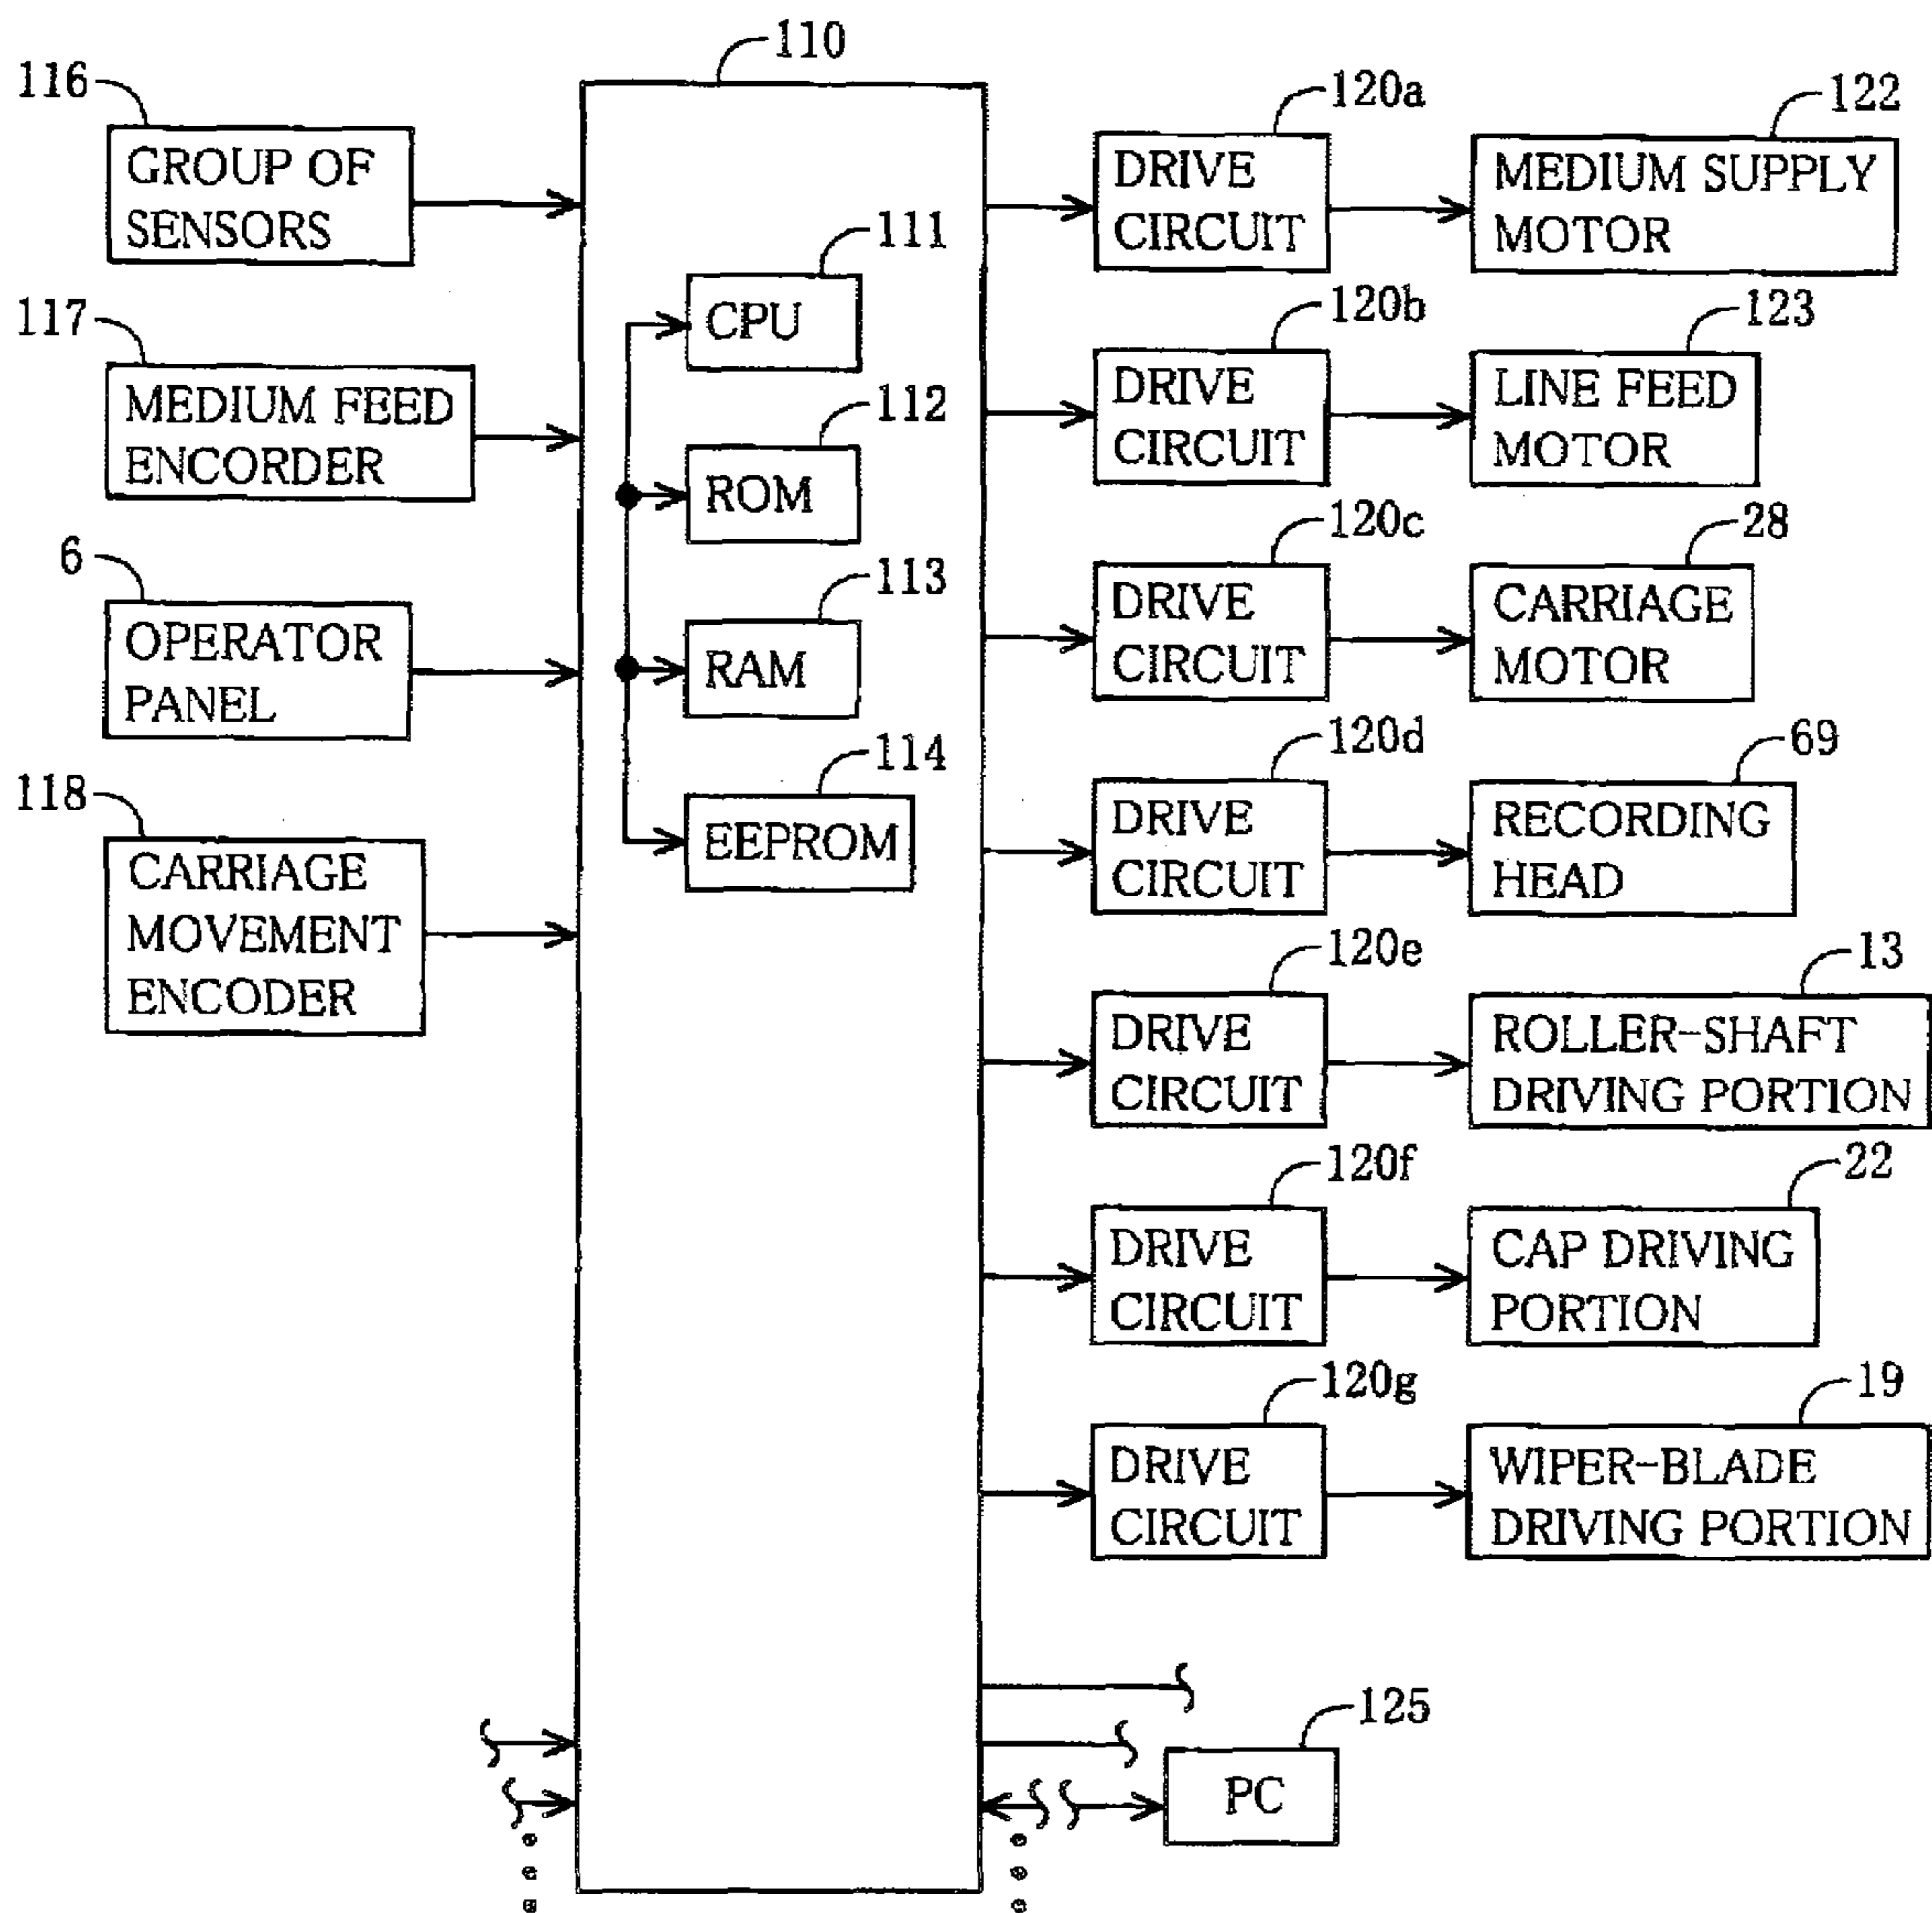 110
116
GROUP OF
SENSORS
117
MEDIUM FEED
ENCORDER
6
OPERATOR
PANEL
118
CARRIAGE
MOVEMENT
ENCODER
111
CPU
112
ROM
113
RAM
114
EEPROM
120a
DRIVE
CIRCUIT
122
MEDIUM SUPPLY
MOTOR
120b
DRIVE
CIRCUIT
123
LINE FEED
MOTOR
120c
DRIVE
CIRCUIT
28
CARRIAGE
MOTOR
120d
DRIVE
CIRCUIT
69
RECORDING
HEAD
120e
DRIVE
CIRCUIT
13
ROLLER-SHAFT
DRIVING PORTION
120f
DRIVE
CIRCUIT
22
CAP DRIVING
PORTION
120g
DRIVE
CIRCUIT
19
WIPER-BLADE
DRIVING PORTION
125
PC